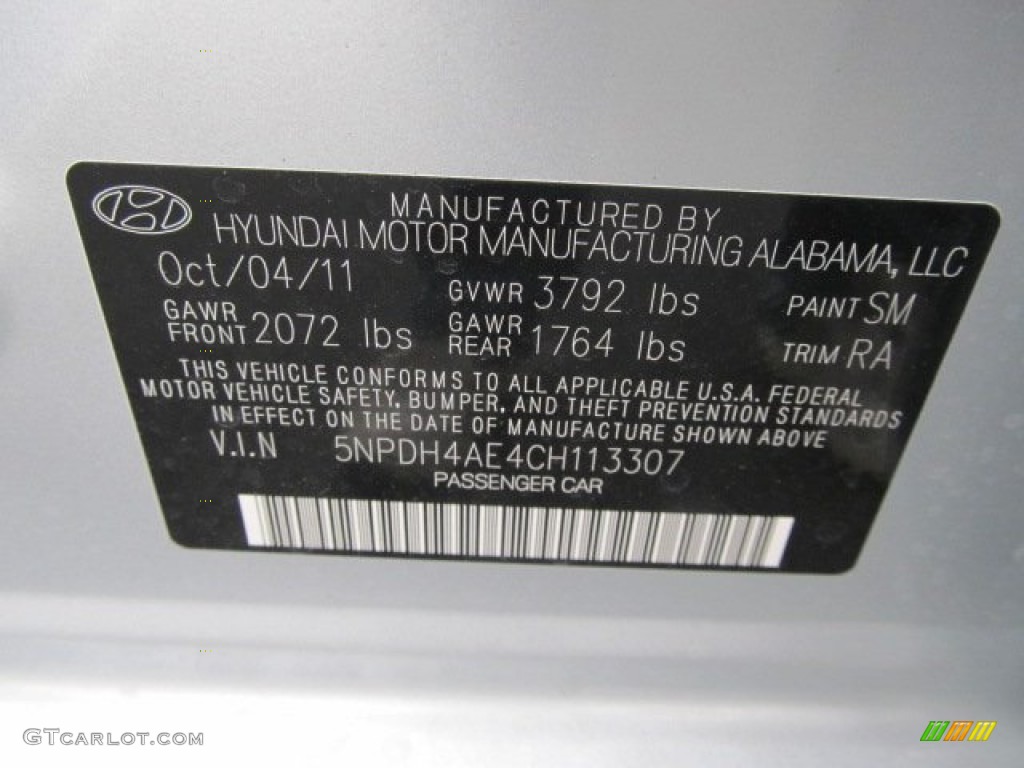 MANUFACTURED BY
HYUNDAI MOTOR MANUFACTURING ALABAMA, LLC
Oct/04/11 GVWR 3792 lbs PAINT SM
GAWR FRONT 2072 lbs GAWR REAR 1764 lbs TRIM RA
THIS VEHICLE CONFORMS TO ALL APPLICABLE U.S.A. FEDERAL
MOTOR VEHICLE SAFETY, BUMPER, AND THEFT PREVENTION STANDARDS
IN EFFECT ON THE DATE OF MANUFACTURE SHOWN ABOVE
V.I.N 5NPDH4AE4CH113307
PASSENGER CAR
GTCARLOT.COM